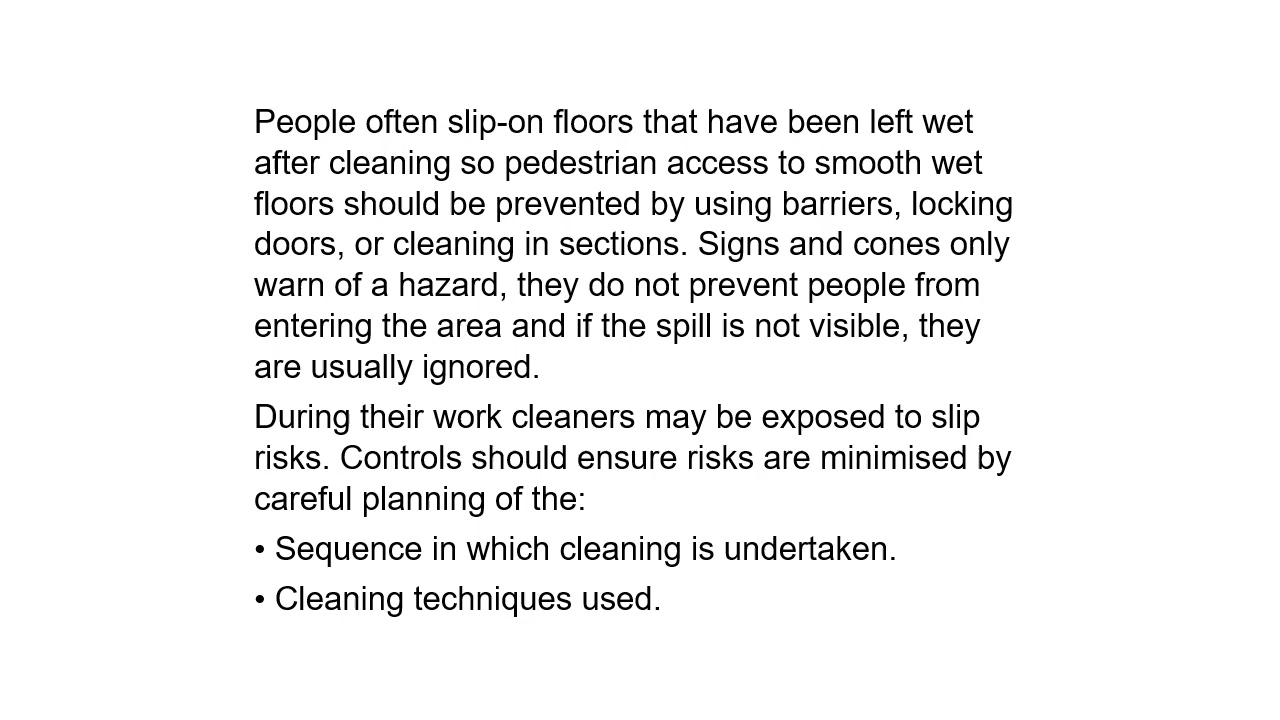 People often slip-on floors that have been left wet
after cleaning so pedestrian access to smooth wet
floors should be prevented by using barriers, locking
doors, or cleaning in sections. Signs and cones only
warn of a hazard, they do not prevent people from
entering the area and if the spill is not visible, they
are usually ignored.
During their work cleaners may be exposed to slip
risks. Controls should ensure risks are minimised by
careful planning of the:
• Sequence in which cleaning is undertaken.
• Cleaning techniques used.